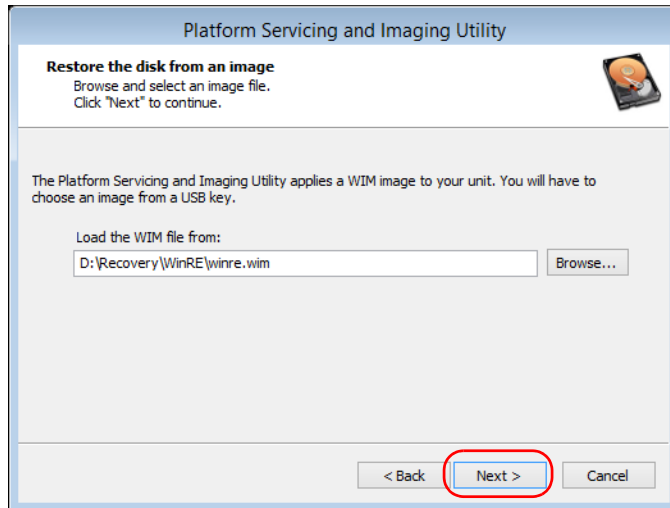 Platform Servicing and Imaging Utility
Restore the disk from an image
Browse and select an image file.
Click "Next" to continue.
The Platform Servicing and Imaging Utility applies a WIM image to your unit. You will have to
choose an image from a USB key.
Load the WIM file from:
D:\Recovery\WinRE\winre.wim
Browse...
< Back
Next >
Cancel